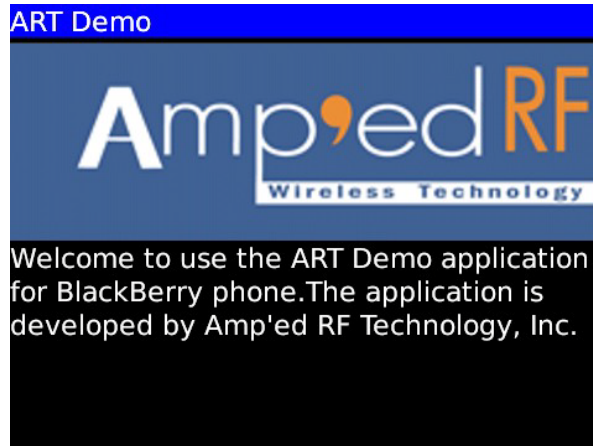 ART Demo
Amp'ed RF
Wireless Technology
Welcome to use the ART Demo application
for BlackBerry phone.The application is
developed by Amp'ed RF Technology, Inc.